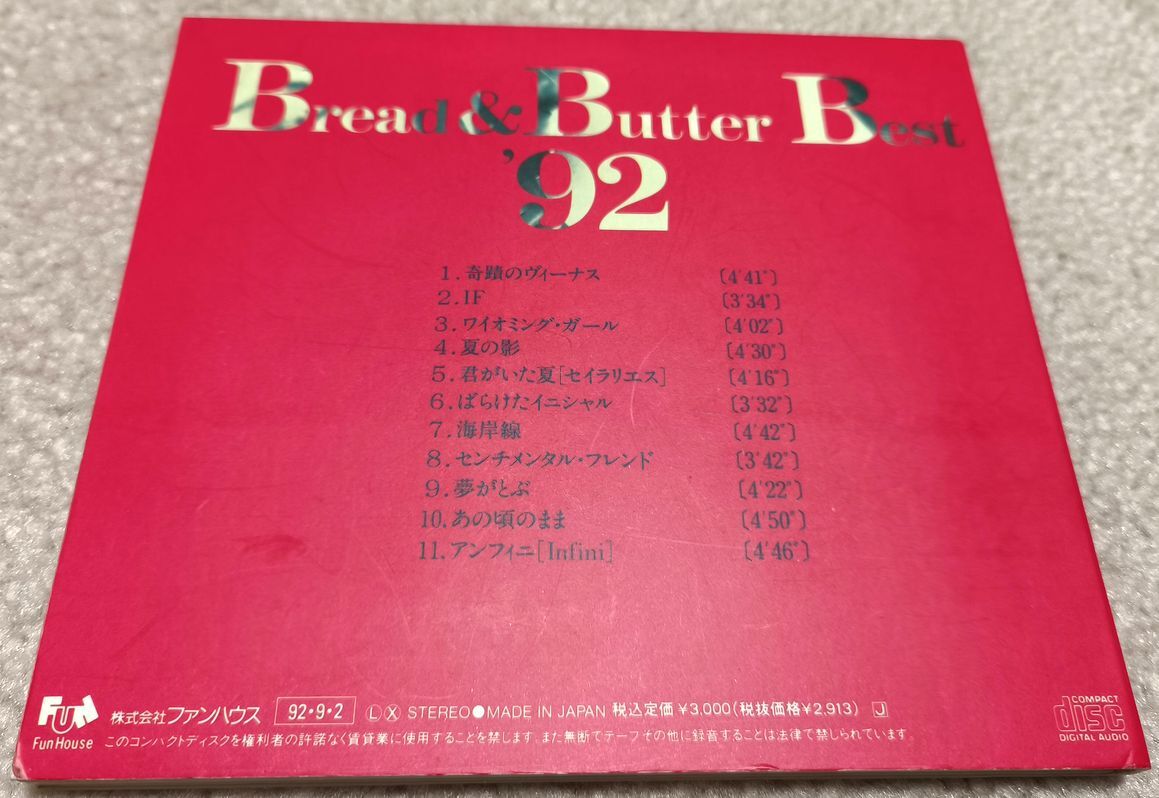 Bread & Butter Best
'92
1.奇蹟のヴィーナス 〔4'41"〕
2.IF 〔3'34"〕
3.ワイオミング・ガール 〔4'02"〕
4.夏の影 〔4'30"〕
5.君がいた夏[セイラリエス] 〔4'16"〕
6.ばらけたイニシャル 〔3'32"〕
7.海岸線 〔4'42"〕
8.センチメンタル・フレンド 〔3'42"〕
9.夢がとぶ 〔4'22"〕
10.あの頃のまま 〔4'50"〕
11.アンフィニ[Infini] 〔4'46"〕
Fun 株式会社ファンハウス 92・9・2 Ⓛ Ⓧ STEREO●MADE IN JAPAN 税込定価¥3,000(税抜価格¥2,913) J
Fun House このコンパクトディスクを権利者の許諾なく賃貸業に使用することを禁じます。また無断でテープその他に録音することは法律で禁じられています。
COMPACT
disc
DIGITAL AUDIO